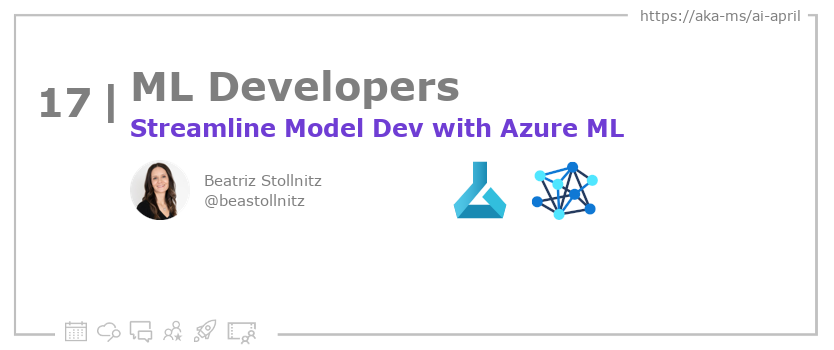 https://aka-ms/ai-april
17 |
ML Developers
Streamline Model Dev with Azure ML
Beatriz Stollnitz
@beastollnitz